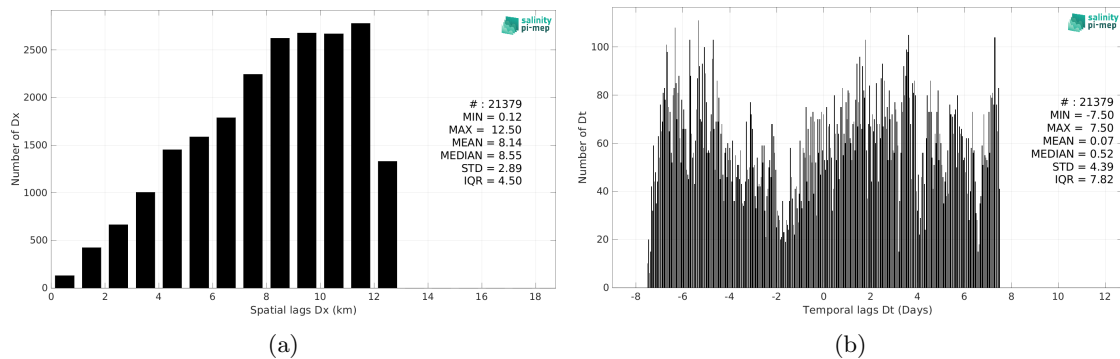 salinity
pi-mep
2500
2000
1500
1000
500
0
Number of Dx
# : 21379
MIN = 0.12
MAX = 12.50
MEAN = 8.14
MEDIAN = 8.55
STD = 2.89
IQR = 4.50
0 2 4 6 8 10 12 14 16 18
Spatial lags Dx (km)
(a)
salinity
pi-mep
100
80
60
40
20
0
Number of Dt
# : 21379
MIN = -7.50
MAX = 7.50
MEAN = 0.07
MEDIAN = 0.52
STD = 4.39
IQR = 7.82
-8 -6 -4 -2 0 2 4 6 8 10 12
Temporal lags Dt (Days)
(b)